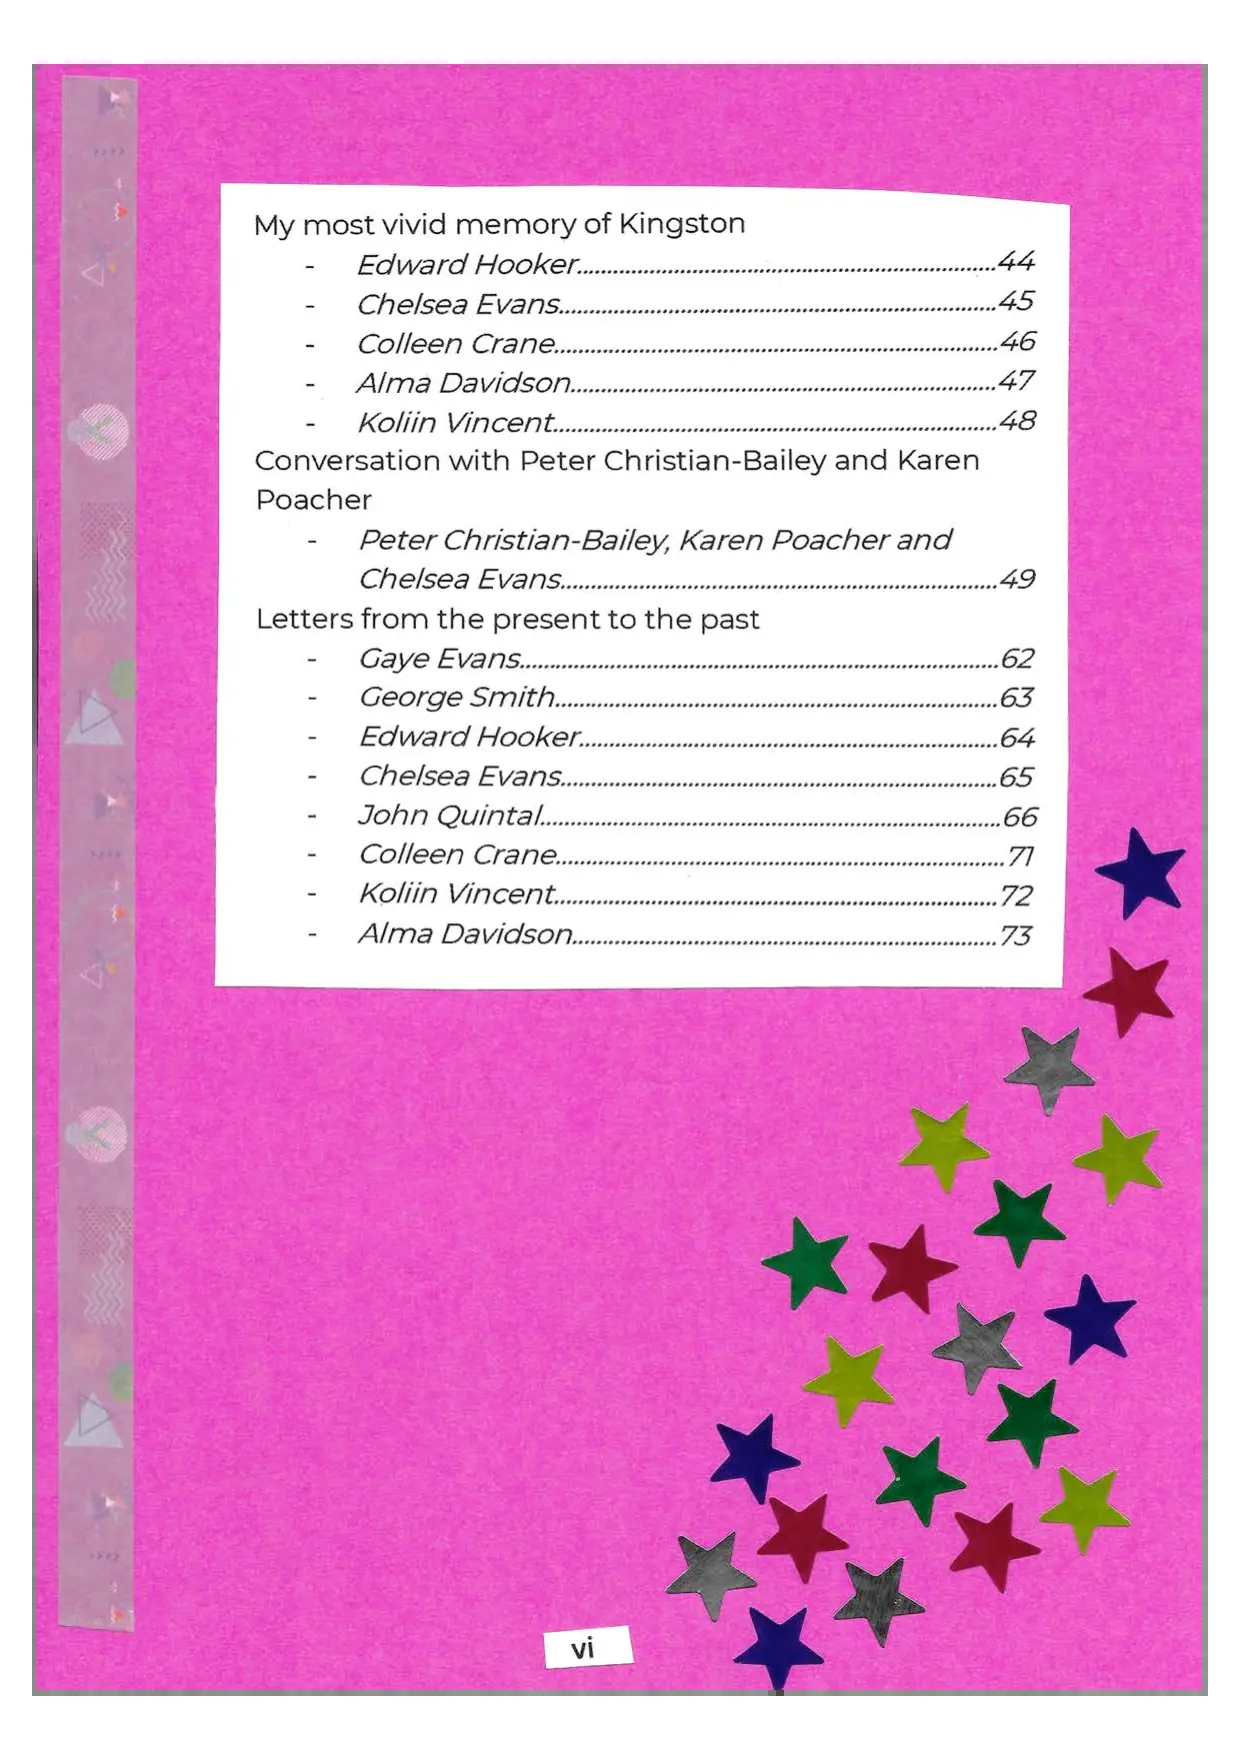 My most vivid memory of Kingston
- Edward Hooker..........................................................................44
- Chelsea Evans.............................................................................45
- Colleen Crane..............................................................................46
- Alma Davidson...........................................................................47
- Koliin Vincent..............................................................................48
Conversation with Peter Christian-Bailey and Karen
Poacher
- Peter Christian-Bailey, Karen Poacher and
Chelsea Evans.............................................................................49
Letters from the present to the past
- Gaye Evans....................................................................................62
- George Smith..............................................................................63
- Edward Hooker..........................................................................64
- Chelsea Evans.............................................................................65
- John Quintal.................................................................................66
- Colleen Crane..............................................................................71
- Koliin Vincent..............................................................................72
- Alma Davidson...........................................................................73
vi